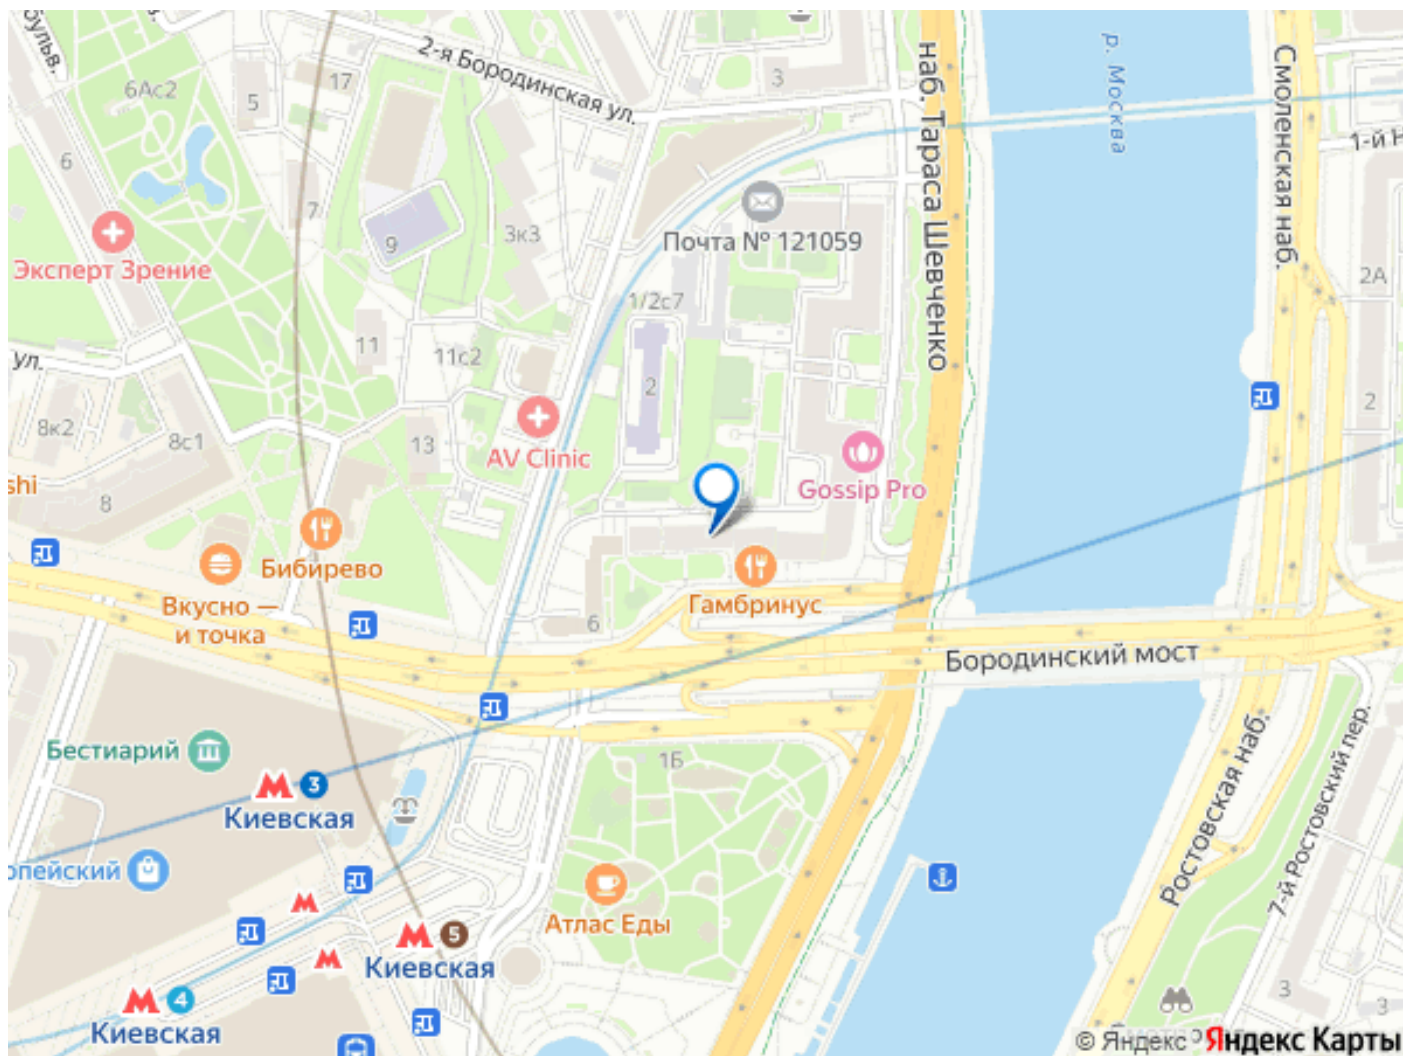 2-я Бородинская ул.
наб. Тараса Шевченко
р. Москва
Смоленская наб.
6Ас2
5
17
3
6
7
9
3к3
Почта № 121059
Эксперт Зрение
1/2с7
2А
ул.
11
11с2
2
2
8к2
8с1
13
AV Clinic
Gossip Pro
shi
8
Бибирево
Вкусно —
и точка
Гамбринус
6
Бородинский мост
Бестиарий
1Б
3
Киевская
Ростовская наб.
7-й Ростовский пер.
опейский
Атлас Еды
5
Киевская
4
Киевская
3
3
© Яндекс
Яндекс Карты